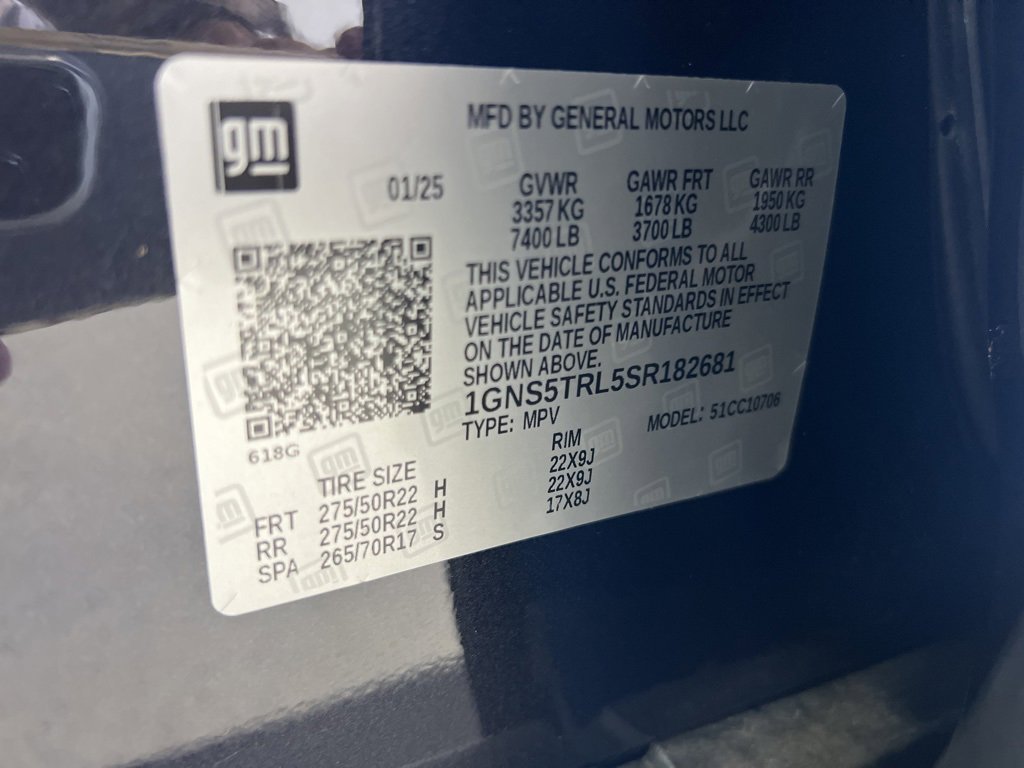 gm
MFD BY GENERAL MOTORS LLC
01/25
GVWR GAWR FRT GAWR RR
3357 KG 1678 KG 1950 KG
7400 LB 3700 LB 4300 LB
THIS VEHICLE CONFORMS TO ALL
APPLICABLE U.S. FEDERAL MOTOR
VEHICLE SAFETY STANDARDS IN EFFECT
ON THE DATE OF MANUFACTURE
SHOWN ABOVE.
1GNS5TRL5SR182681
TYPE: MPV MODEL: 51CC10706
618G
TIRE SIZE RIM
FRT 275/50R22 H 22X9J
RR 275/50R22 H 22X9J
SPA 265/70R17 S 17X8J